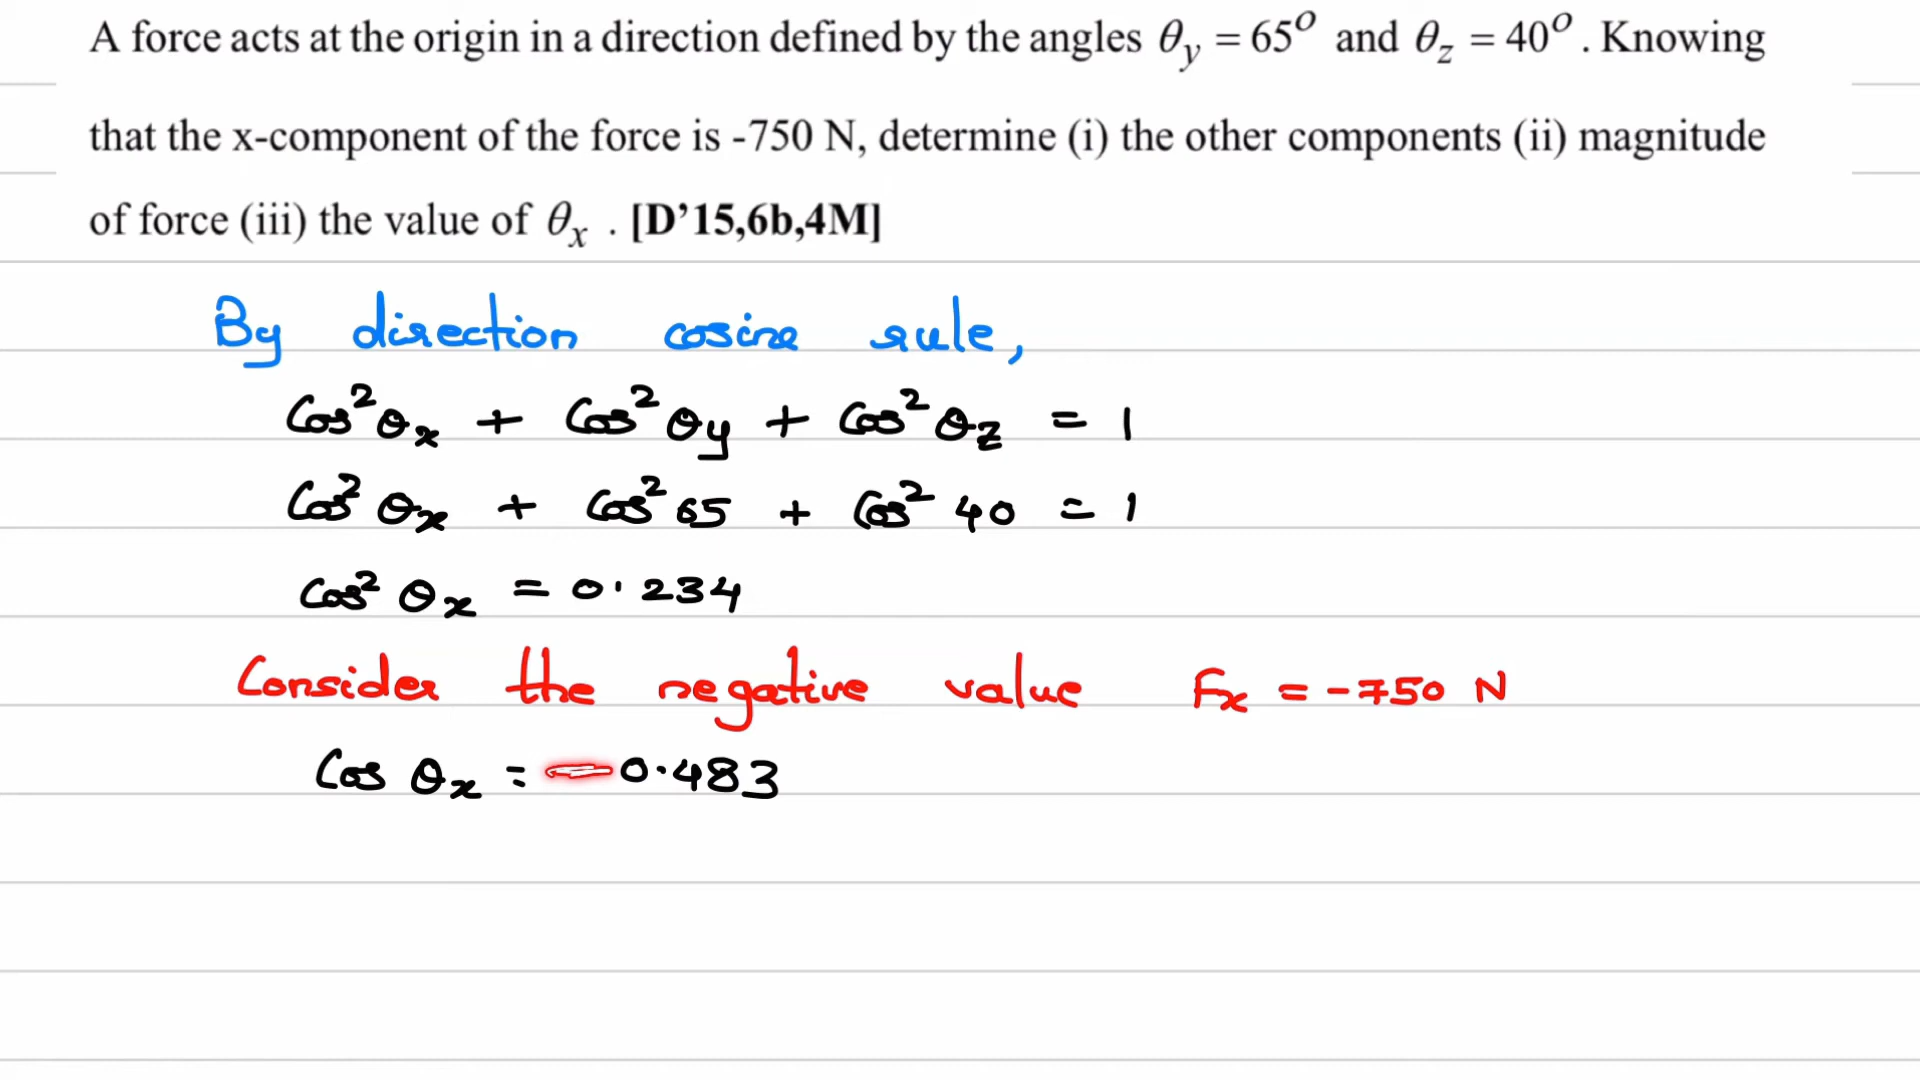 A force acts at the origin in a direction defined by the angles θy = 65° and θz = 40°. Knowing
that the x-component of the force is -750 N, determine (i) the other components (ii) magnitude
of force (iii) the value of θx . [D’15,6b,4M]
By direction cosine rule,
Cos²θx + Cos²θy + Cos²θz = 1
Cos²θx + Cos²65 + Cos²40 = 1
Cos²θx = 0.234
Consider the negative value Fx = -750 N
Cos θx = -0.483